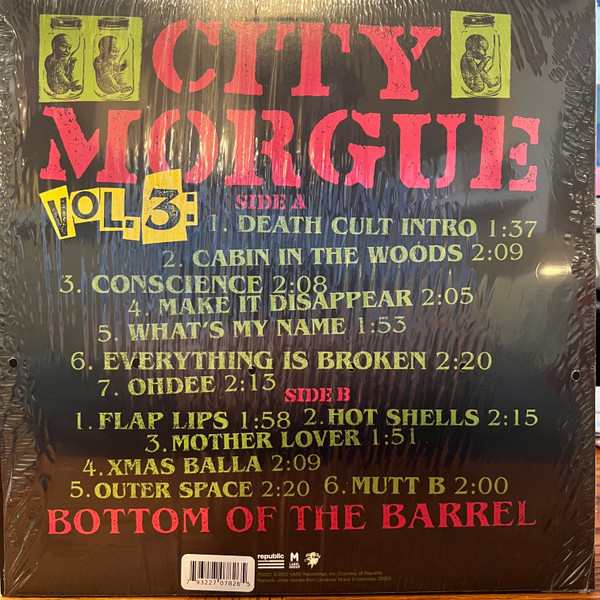 CITY
MORGUE
VOL. 3:
SIDE A
1. DEATH CULT INTRO 1:37
2. CABIN IN THE WOODS 2:09
3. CONSCIENCE 2:08
4. MAKE IT DISAPPEAR 2:05
5. WHAT'S MY NAME 1:53
6. EVERYTHING IS BROKEN 2:20
7. OHDEE 2:13
SIDE B
1. FLAP LIPS 1:58 2. HOT SHELLS 2:15
3. MOTHER LOVER 1:51
4. XMAS BALLA 2:09
5. OUTER SPACE 2:20 6. MUTT B 2:00
BOTTOM OF THE BARREL
republic
7 93227 07826 5